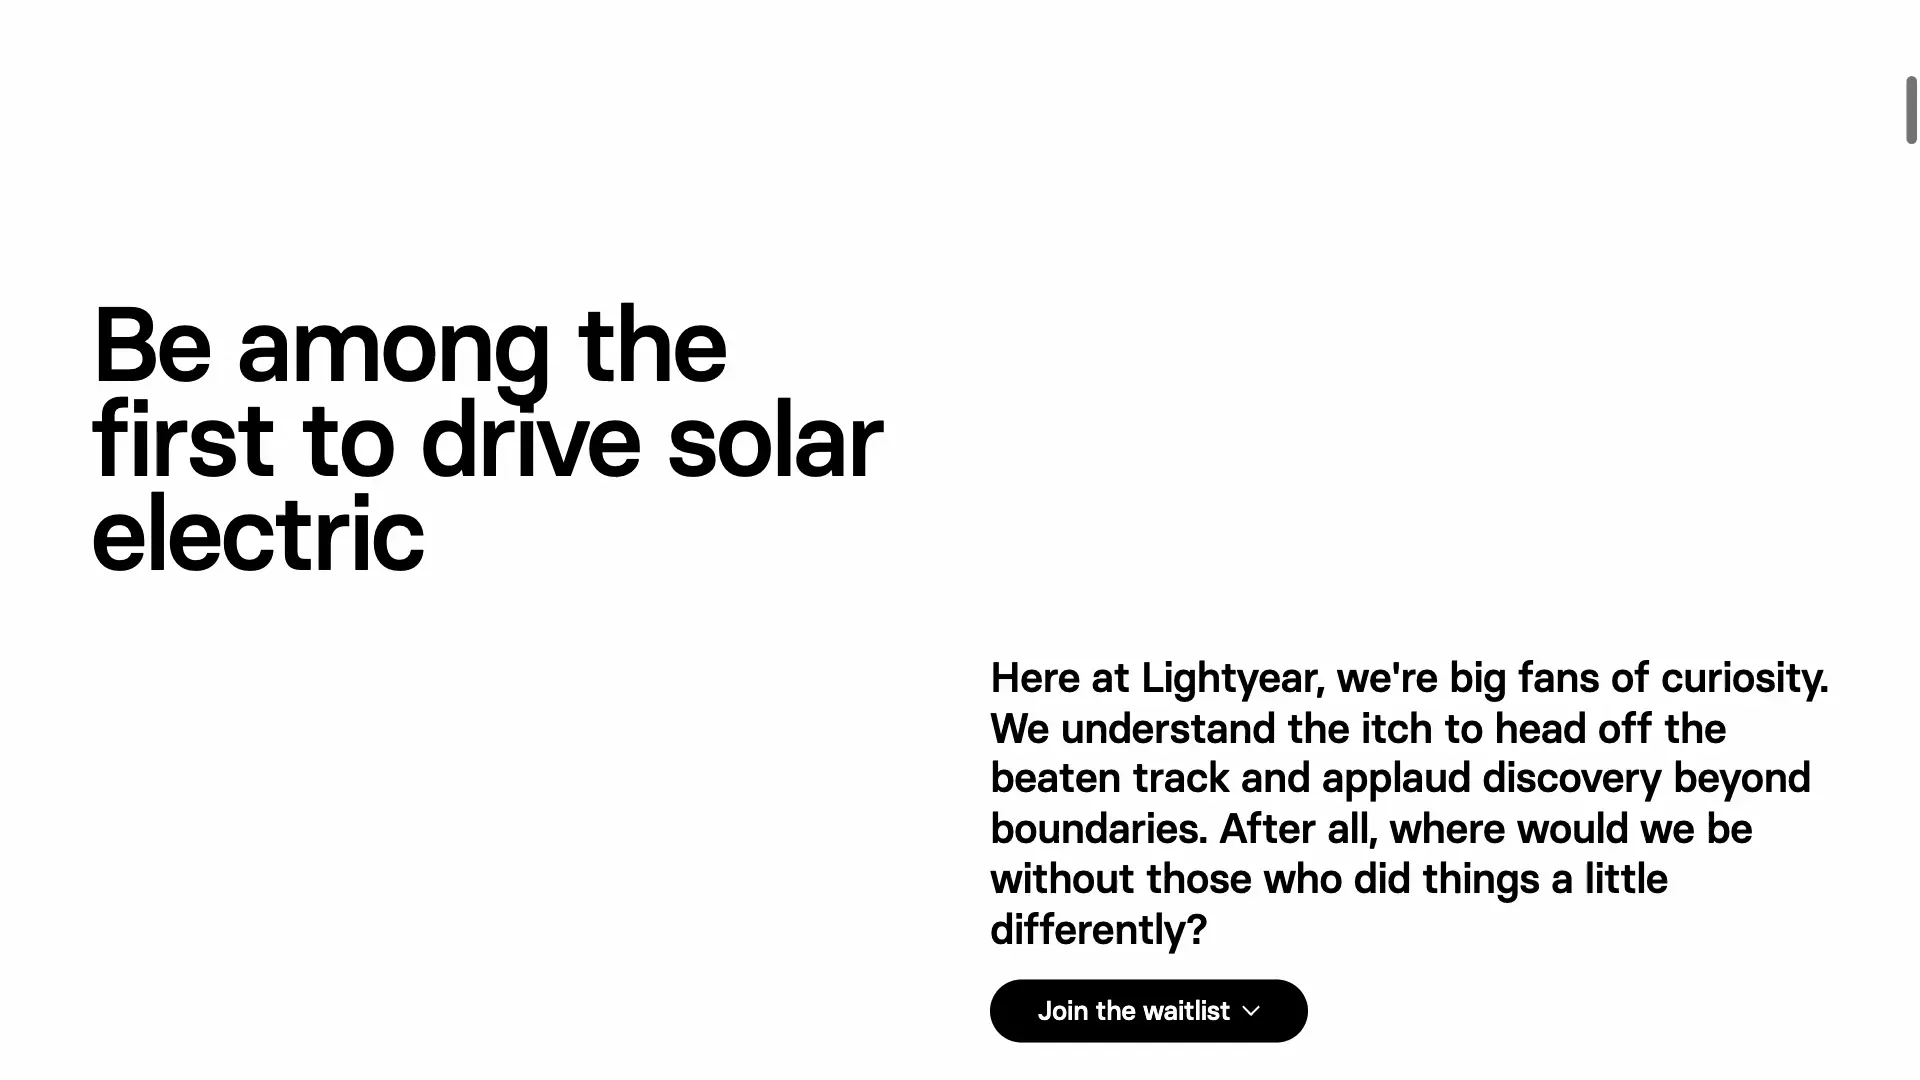 Be among the
first to drive solar
electric
Here at Lightyear, we're big fans of curiosity.
We understand the itch to head off the
beaten track and applaud discovery beyond
boundaries. After all, where would we be
without those who did things a little
differently?
Join the waitlist